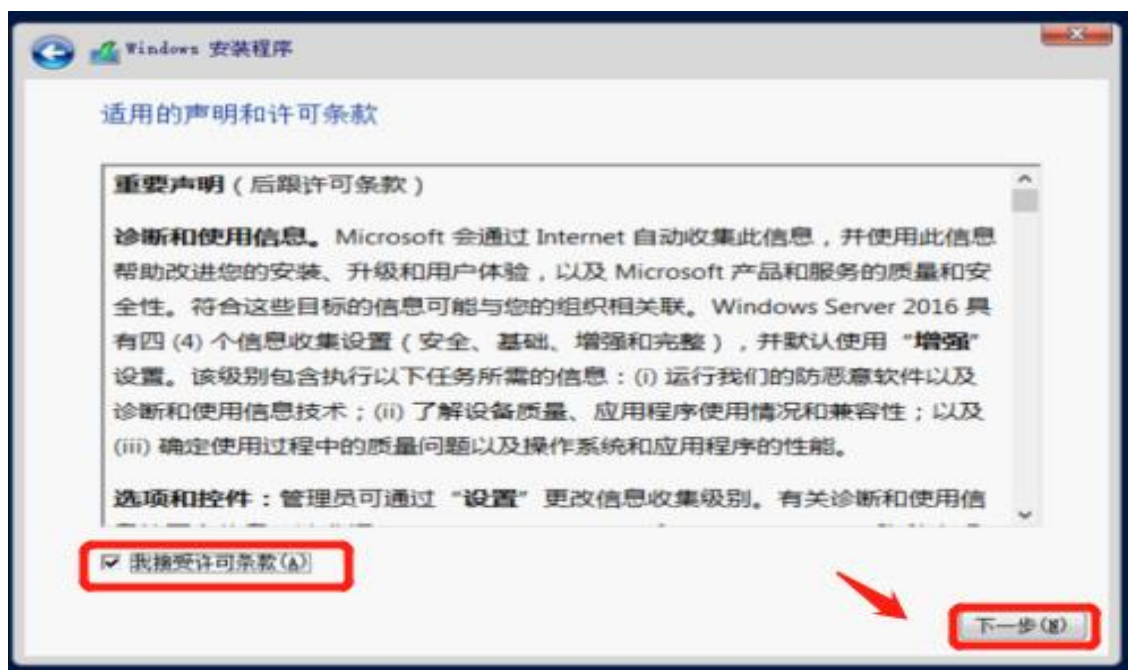 Windows 安装程序
适用的声明和许可条款
重要声明 ( 后跟许可条款 )
诊断和使用信息。Microsoft 会通过 Internet 自动收集此信息，并使用此信息
帮助改进您的安装、升级和用户体验，以及 Microsoft 产品和服务的质量和安
全性。符合这些目标的信息可能与您的组织相关联。Windows Server 2016 具
有四 (4) 个信息收集设置 ( 安全、基础、增强和完整 )，并默认使用 “增强”
设置。该级别包含执行以下任务所需的信息：(i) 运行我们的防恶意软件以及
诊断和使用信息技术；(ii) 了解设备质量、应用程序使用情况和兼容性；以及
(iii) 确定使用过程中的质量问题以及操作系统和应用程序的性能。
选项和控件：管理员可通过 “设置” 更改信息收集级别。有关诊断和使用信
我接受许可条款(A)
下一步(N)